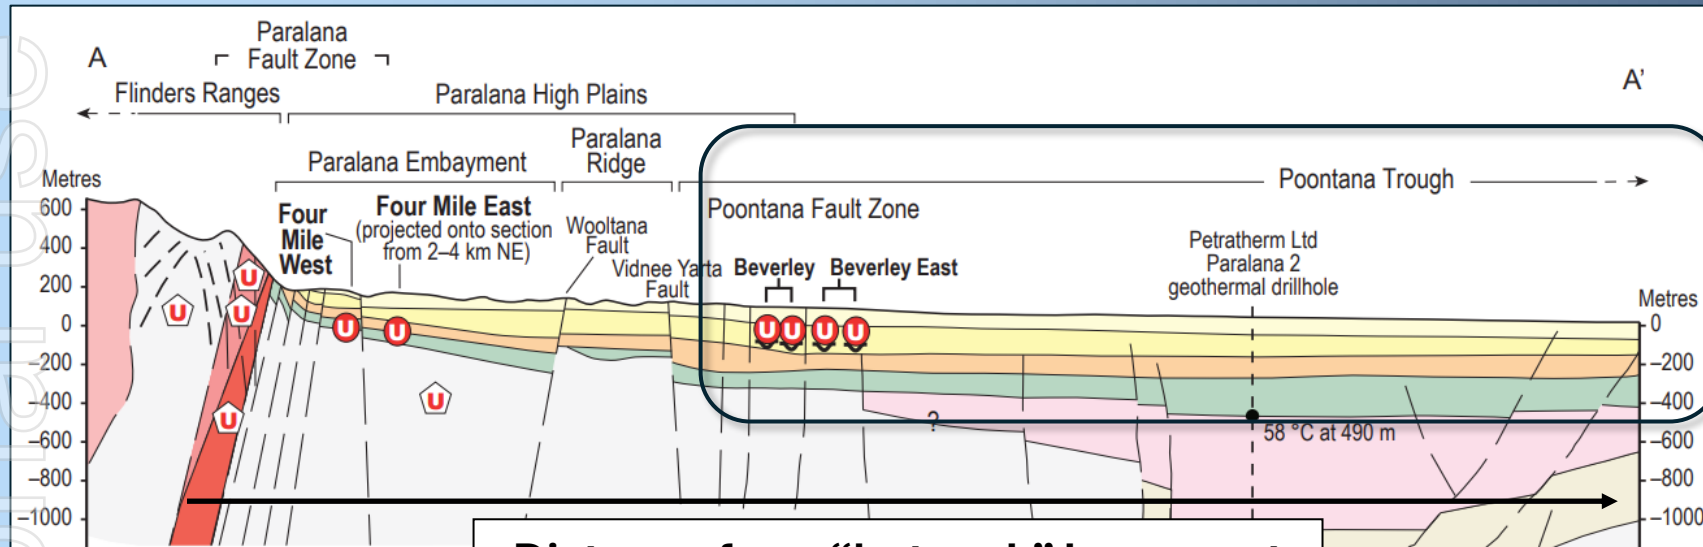 Paralana
Fault Zone
A
A'
Flinders Ranges
Paralana High Plains
Paralana
Ridge
Paralana Embayment
Poontana Trough
Metres
600
400
200
0
−200
−400
−600
−800
−1000
Four
Mile
West
Four Mile East
(projected onto section
from 2–4 km NE)
Wooltana
Fault
Vidnee Yarta
Fault
Poontana Fault Zone
Beverley
Beverley East
Petratherm Ltd
Paralana 2
geothermal drillhole
Metres
0
−200
−400
−600
−800
−1000
U
U
U
U
U
U
U
U
U
U
U
?
58 °C at 490 m